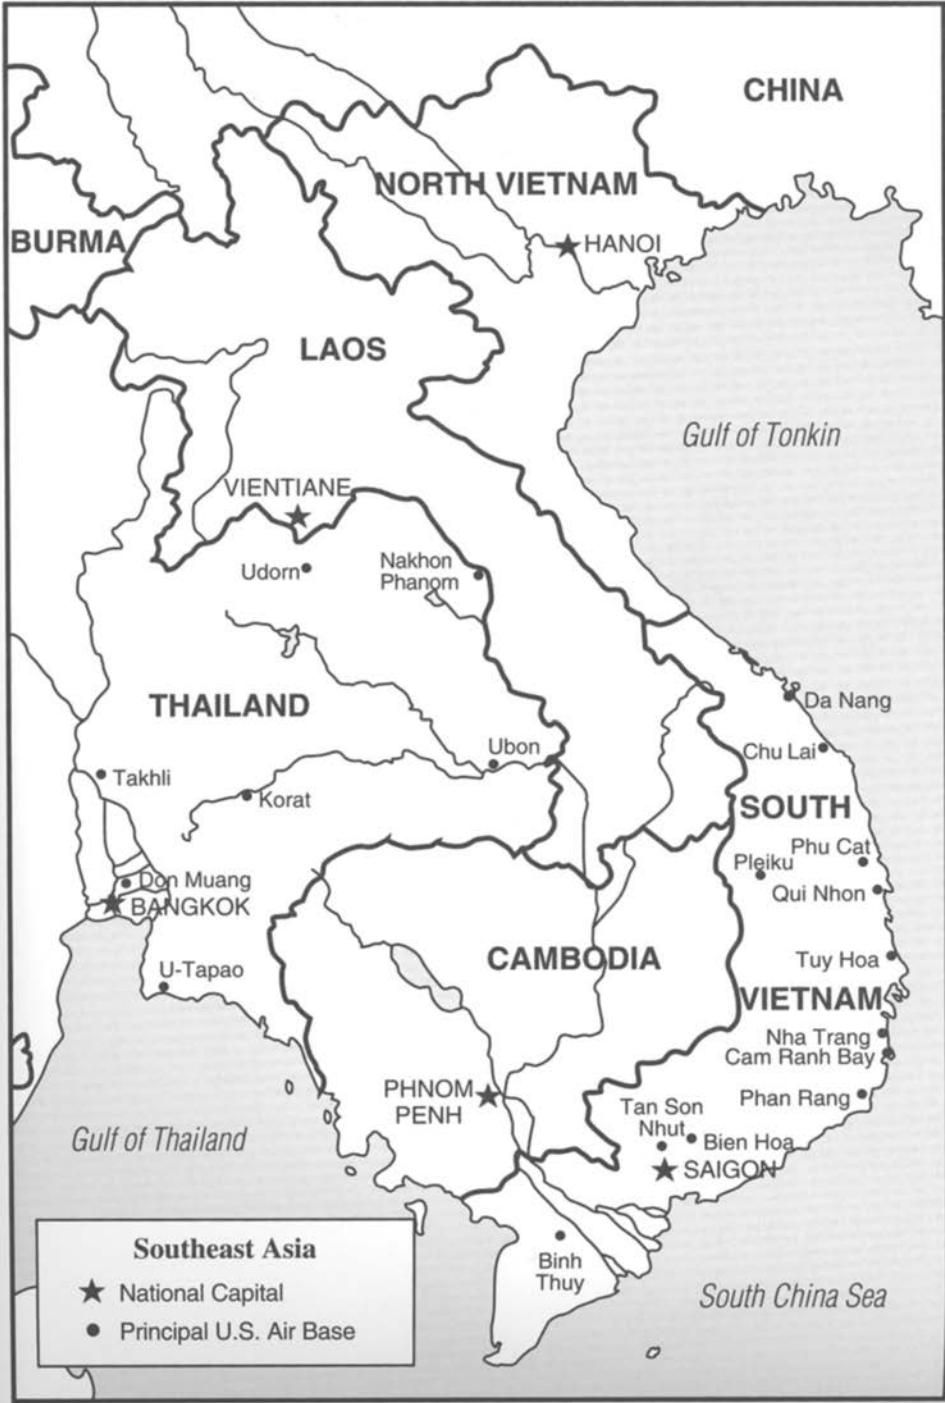 CHINA
NORTH VIETNAM
BURMA
HANOI
LAOS
Gulf of Tonkin
VIENTIANE
Udorn
Nakhon
Phanom
THAILAND
Da Nang
Ubon
Chu Lai
Takhli
Korat
SOUTH
Phu Cat
Pleiku
Don Muang
Qui Nhon
BANGKOK
CAMBODIA
Tuy Hoa
U-Tapao
VIETNAM
Nha Trang
Cam Ranh Bay
PHNOM
PENH
Phan Rang
Tan Son
Nhut
Gulf of Thailand
Bien Hoa
SAIGON
Southeast Asia
Binh
Thuy
National Capital
South China Sea
Principal U.S. Air Base